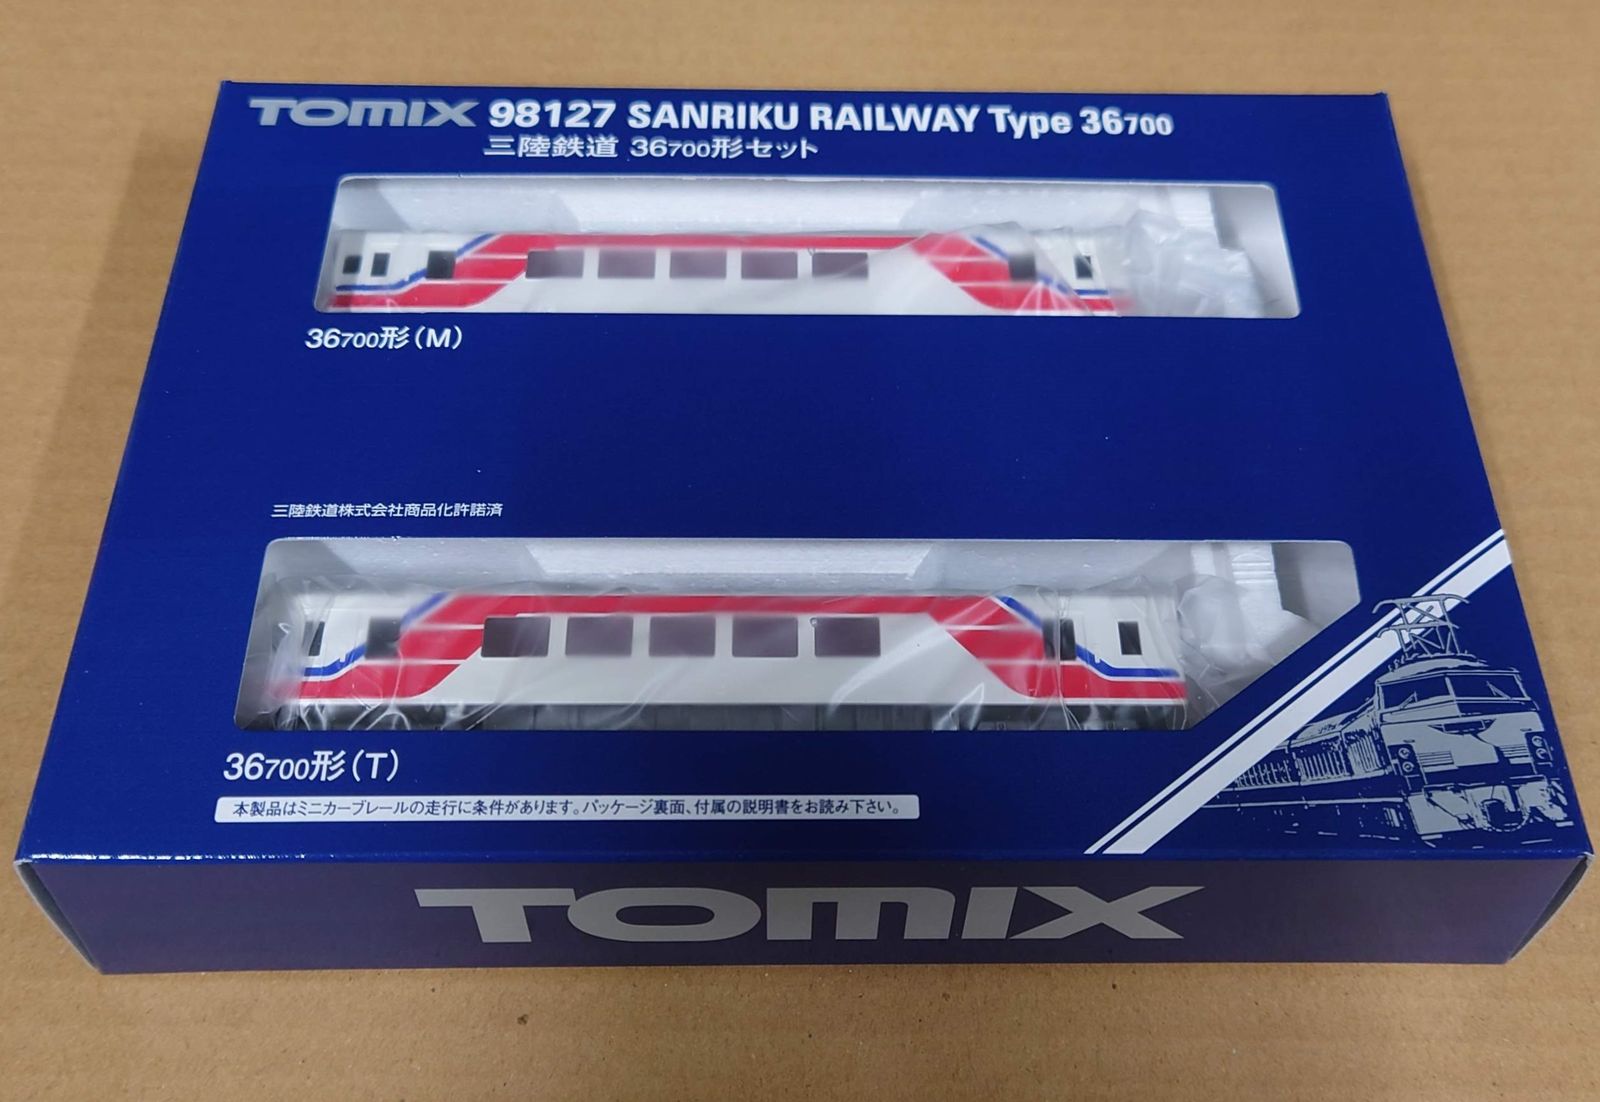 TOMIX 98127 SANRIKU RAILWAY Type 36700
三陸鉄道 36700形セット
36700形(M)
三陸鉄道株式会社商品化許諾済
36700形(T)
本製品はミニカーブレールの走行に条件があります。パッケージ裏面、付属の説明書をお読み下さい。
TOMIX